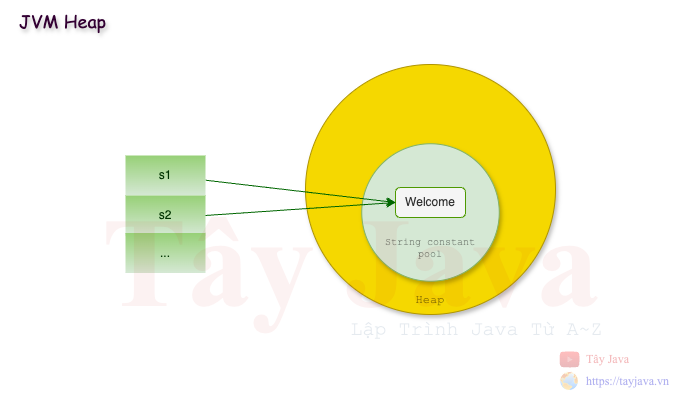 JVM Heap
s1
s2
...
Welcome
String constant
pool
Heap
Tây Java
Lập Trình Java Từ A~Z
Tây Java
https://tayjava.vn